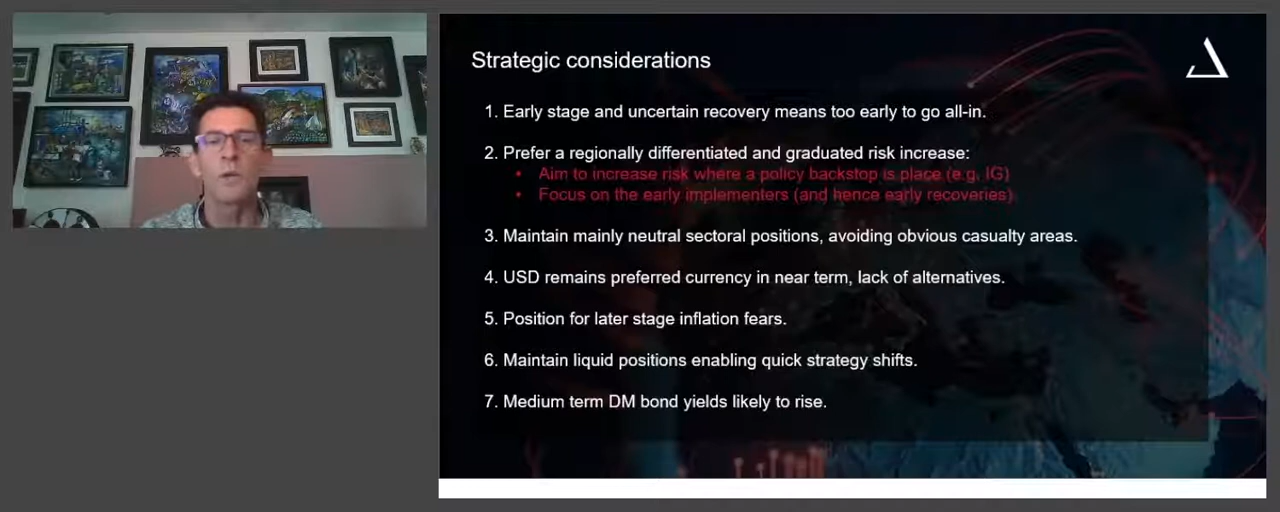 Strategic considerations
1. Early stage and uncertain recovery means too early to go all-in.
2. Prefer a regionally differentiated and graduated risk increase:
• Aim to increase risk where a policy backstop is place (e.g. IG)
• Focus on the early implementers (and hence early recoveries)
3. Maintain mainly neutral sectoral positions, avoiding obvious casualty areas.
4. USD remains preferred currency in near term, lack of alternatives.
5. Position for later stage inflation fears.
6. Maintain liquid positions enabling quick strategy shifts.
7. Medium term DM bond yields likely to rise.